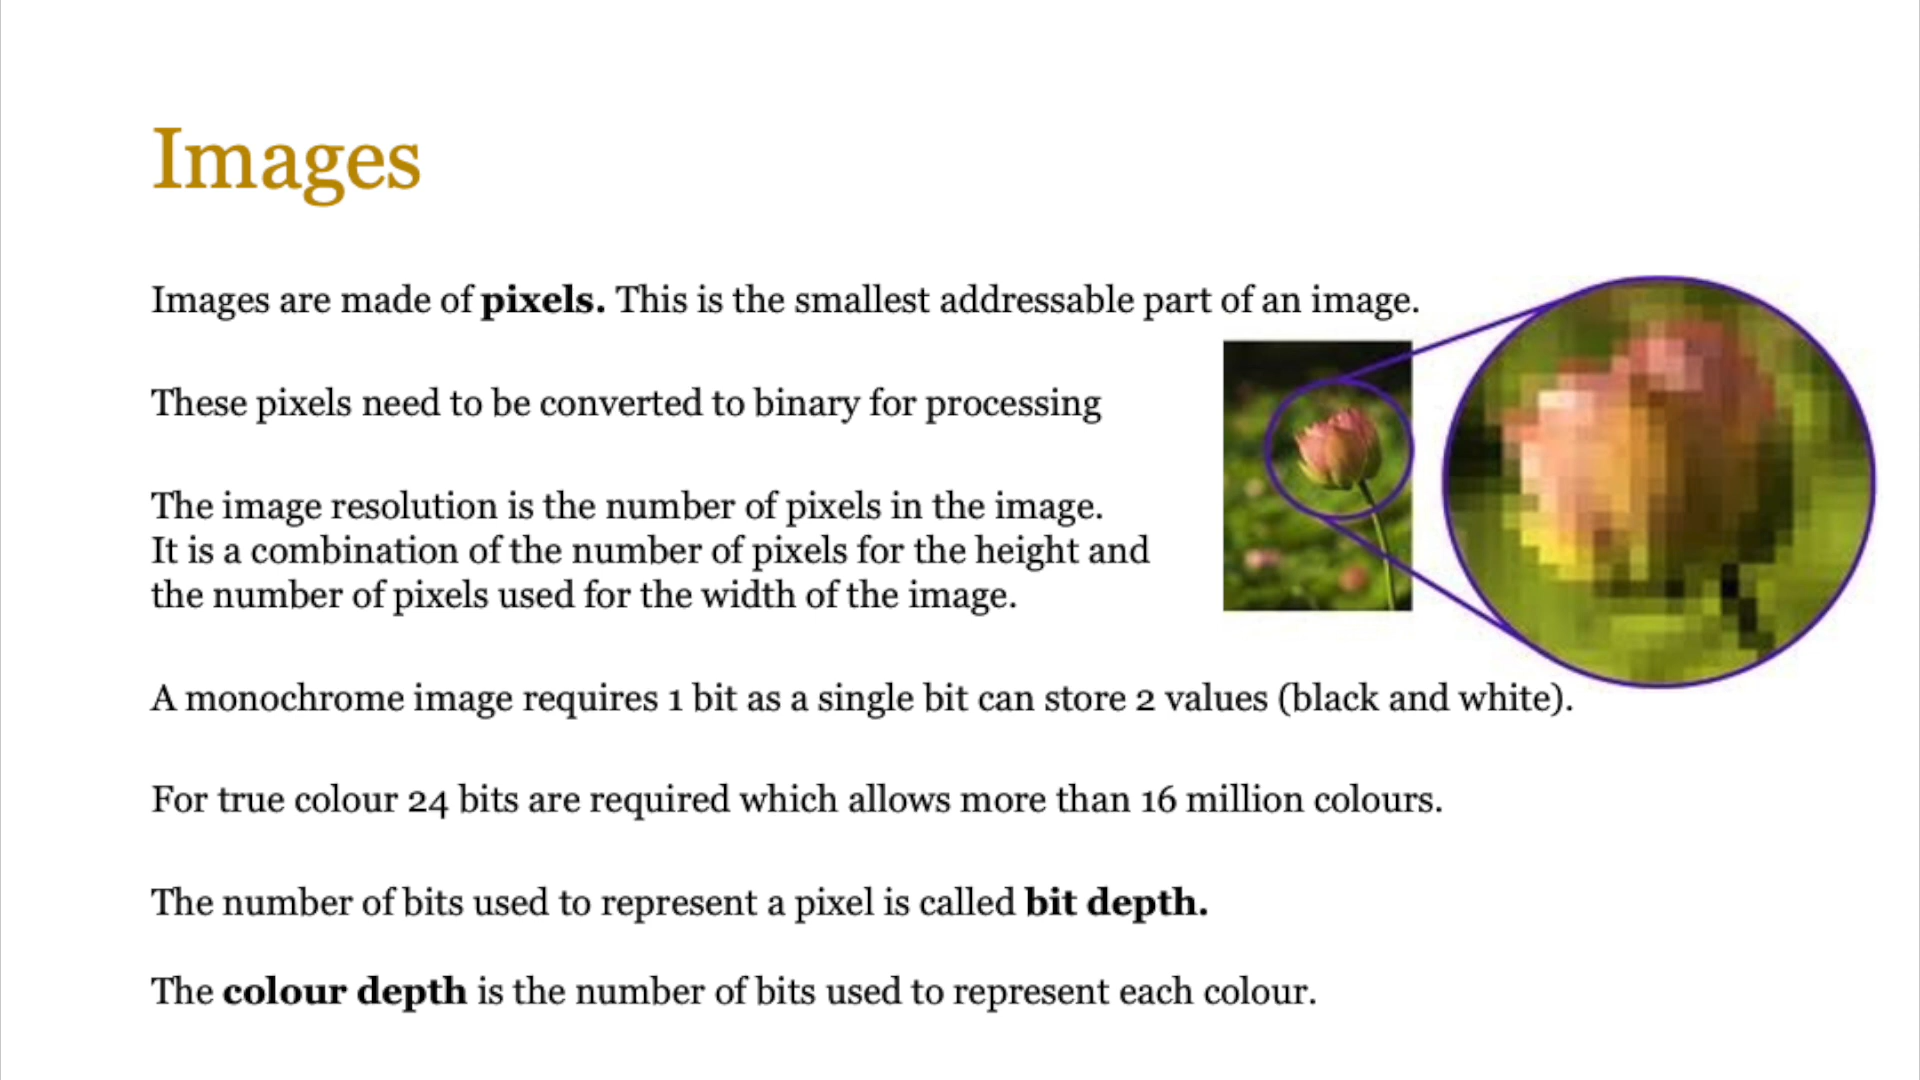 Images
Images are made of pixels. This is the smallest addressable part of an image.
These pixels need to be converted to binary for processing
The image resolution is the number of pixels in the image.
It is a combination of the number of pixels for the height and
the number of pixels used for the width of the image.
A monochrome image requires 1 bit as a single bit can store 2 values (black and white).
For true colour 24 bits are required which allows more than 16 million colours.
The number of bits used to represent a pixel is called bit depth.
The colour depth is the number of bits used to represent each colour.